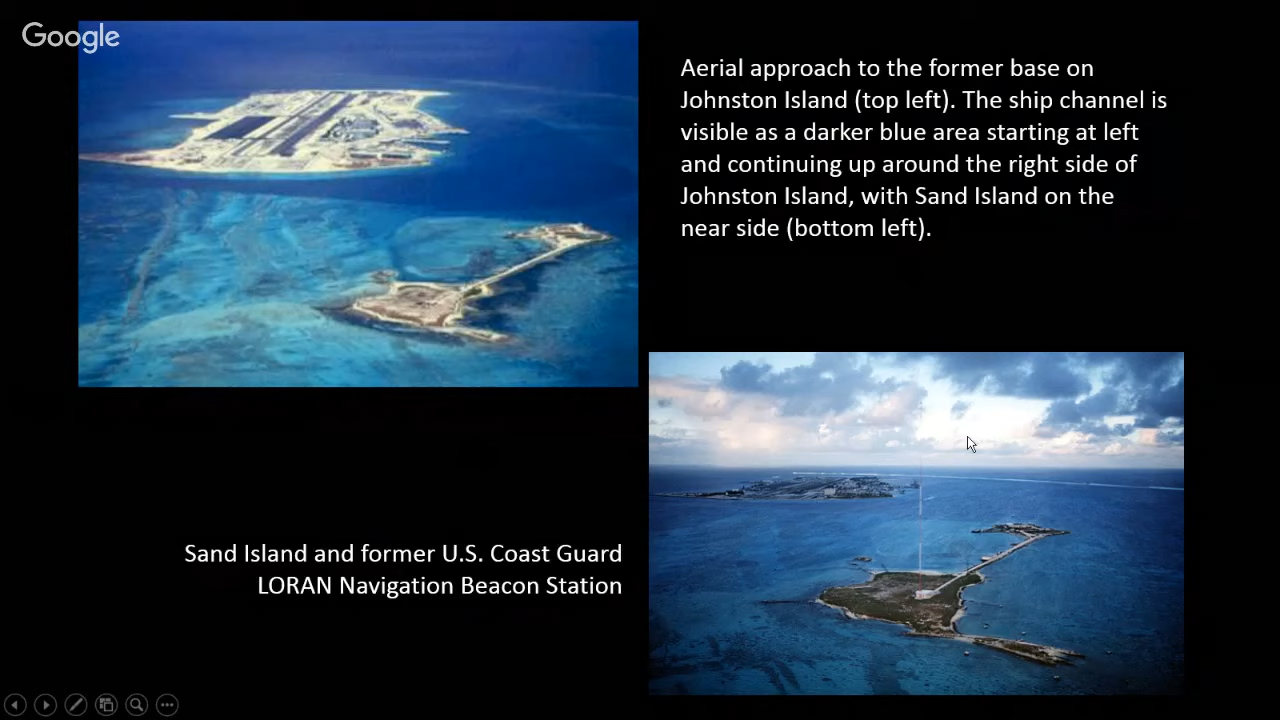 Google
Aerial approach to the former base on
Johnston Island (top left). The ship channel is
visible as a darker blue area starting at left
and continuing up around the right side of
Johnston Island, with Sand Island on the
near side (bottom left).
Sand Island and former U.S. Coast Guard
LORAN Navigation Beacon Station